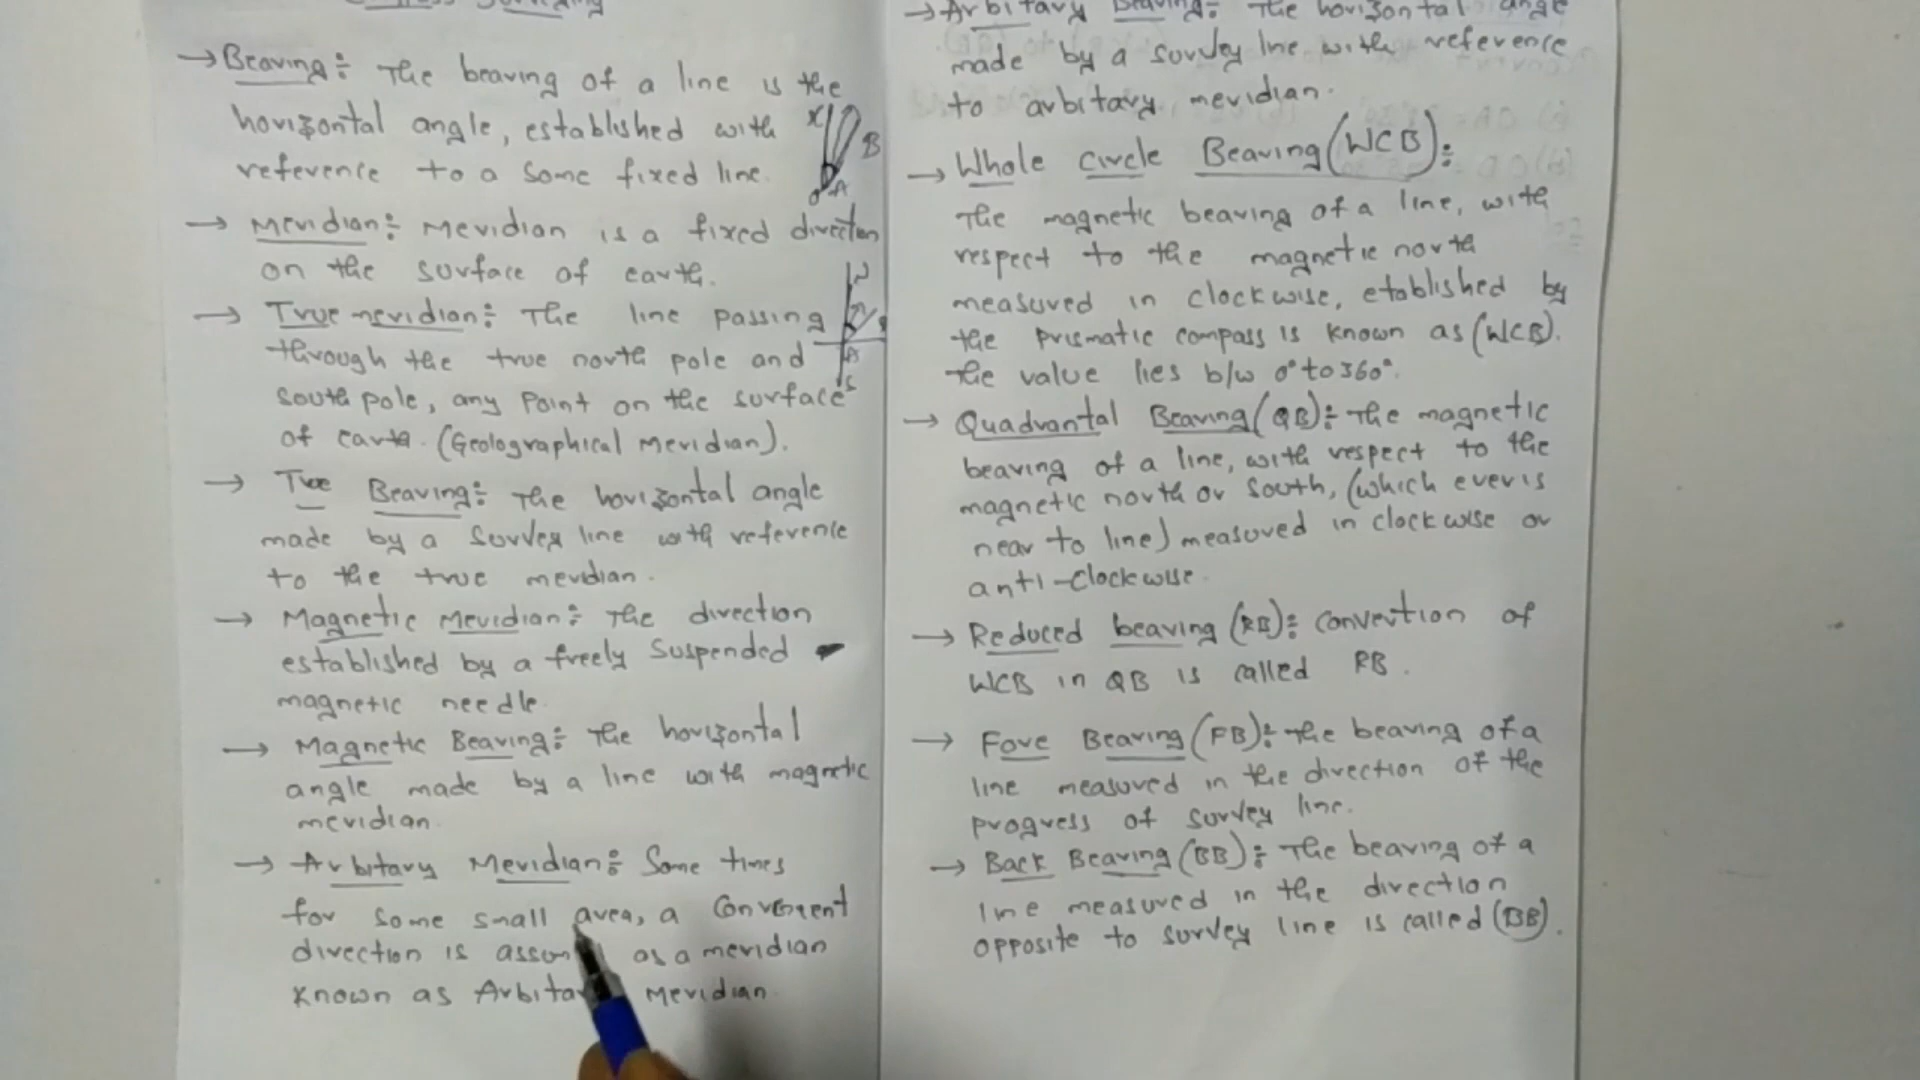 Surveying
→ Bearing:- The bearing of a line is the
horizontal angle, established with
reference to a some fixed line.
X
B
O
A
→ Meridian:- Meridian is a fixed direction
on the surface of earth.
→ True meridian:- The line passing
through the true north pole and
south pole, any point on the surface
of earth. (Geolographical Meridian).
N
B
A
S
→ True Bearing:- The horizontal angle
made by a survey line with reference
to the true meridian.
→ Magnetic Meridian:- The direction
established by a freely suspended
magnetic needle.
→ Magnetic Bearing:- The horizontal
angle made by a line with magnetic
meridian.
→ Arbitary Meridian:- Some times
for some small area, a convenient
direction is assum as a meridian
known as Arbita Meridian.
→ Arbitary Bearing:- The horizontal angle
made by a survey line with reference
to arbitary meridian.
→ Whole circle Bearing (WCB):-
The magnetic bearing of a line, with
respect to the magnetic north
measured in clockwise, etablished by
the prismatic compass is known as (WCB).
the value lies b/w 0° to 360°.
→ Quadrantal Bearing (QB):- The magnetic
bearing of a line, with respect to the
magnetic north or south, (which ever is
near to line) measured in clockwise or
anti-clockwise.
→ Reduced bearing (RB):- convertion of
WCB in QB is called RB.
→ Fore Bearing (FB):- The bearing of a
line measured in the direction of the
progress of survey line.
→ Back Bearing (BB):- The bearing of a
line measured in the direction
opposite to survey line is called (BB).